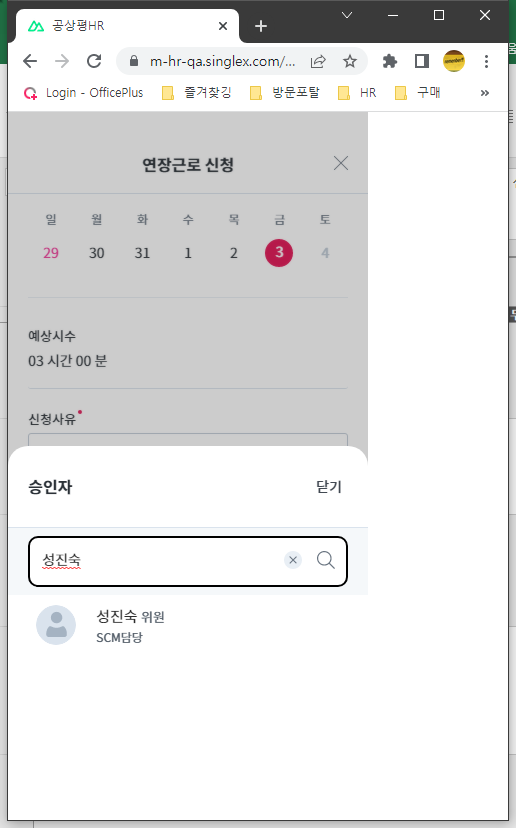 공상평HR
m-hr-qa.singlex.com/...
Login - OfficePlus 즐겨찾깅 방문포탈 HR 구매 »
연장근로 신청
일 월 화 수 목 금 토
29 30 31 1 2 3 4
예상시수
03 시간 00 분
신청사유
승인자 닫기
성진숙
성진숙 위원
SCM담당